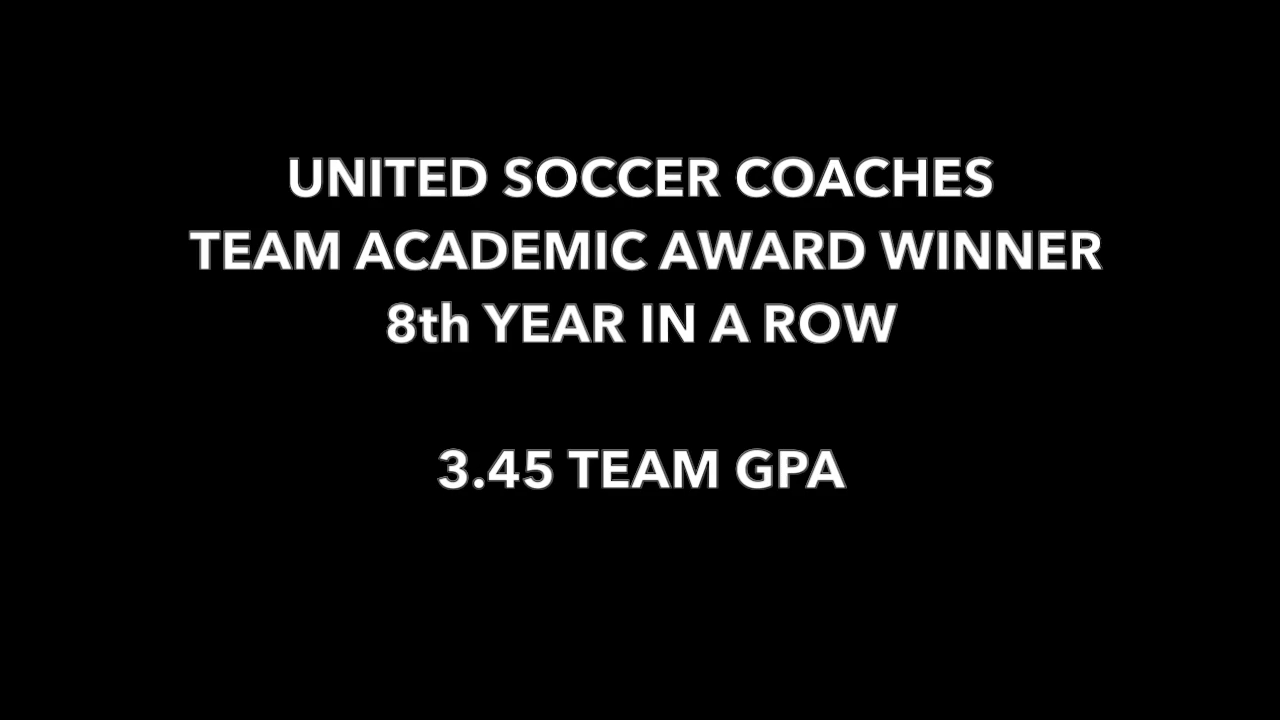 UNITED SOCCER COACHES
TEAM ACADEMIC AWARD WINNER
8th YEAR IN A ROW
3.45 TEAM GPA